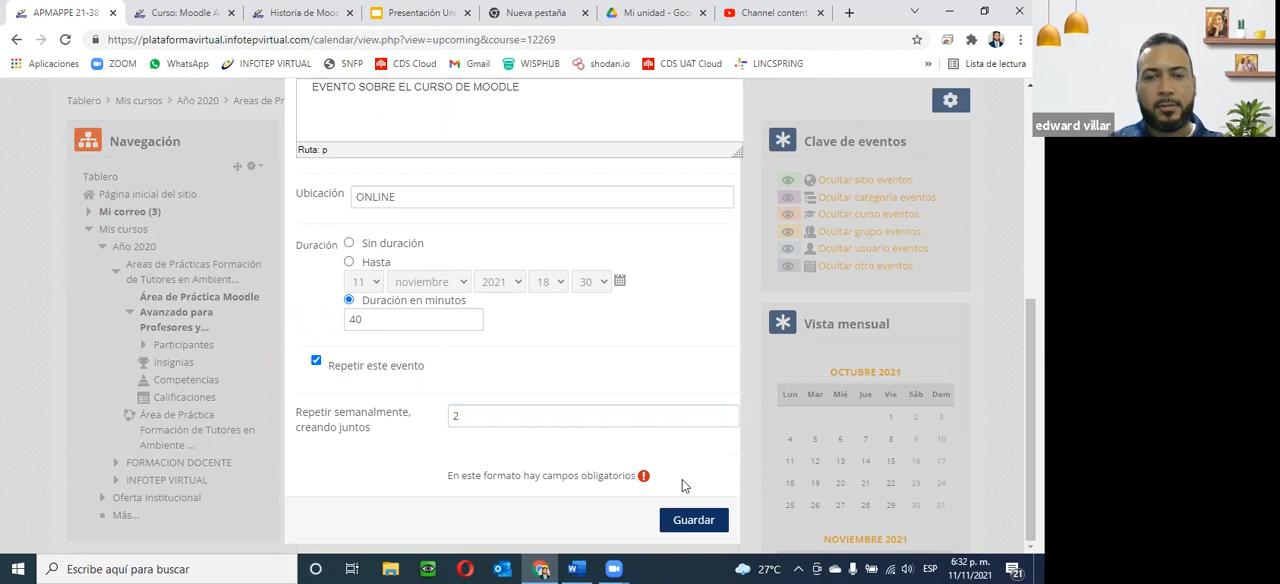 APMAPPE 21-38
Curso: Moodle A
Historia de Mood
Presentación Uni
Nueva pestaña
Mi unidad - Goo
Channel content
https://plataformavirtual.infotepvirtual.com/calendar/view.php?view=upcoming&course=12269
Aplicaciones
ZOOM
WhatsApp
INFOTEP VIRTUAL
SNFP
CDS Cloud
Gmail
WISPHUB
shodan.io
CDS UAT Cloud
LINCSPRING
»
Lista de lectura
edward villar
Tablero > Mis cursos > Año 2020 > Areas de Pr
Navegación
Tablero
Página inicial del sitio
Mi correo (3)
Mis cursos
Año 2020
Areas de Prácticas Formación
de Tutores en Ambient...
Área de Práctica Moodle
Avanzado para
Profesores y...
Participantes
Insignias
Competencias
Calificaciones
Área de Práctica
Formación de Tutores en
Ambiente ...
FORMACION DOCENTE
INFOTEP VIRTUAL
Oferta Institucional
Más...
EVENTO SOBRE EL CURSO DE MOODLE
Ruta: p
Ubicación
ONLINE
Duración
Sin duración
Hasta
11 noviembre 2021 18 30
Duración en minutos
40
Repetir este evento
Repetir semanalmente,
creando juntos
2
En este formato hay campos obligatorios
Guardar
Clave de eventos
Ocultar sitio eventos
Ocultar categoría eventos
Ocultar curso eventos
Ocultar grupo eventos
Ocultar usuario eventos
Ocultar otro eventos
Vista mensual
OCTUBRE 2021
Lun Mar Mié Jue Vie Sáb Dom
1 2 3
4 5 6 7 8 9 10
11 12 13 14 15 16 17
18 19 20 21 22 23 24
25 26 27 28 29 30 31
NOVIEMBRE 2021
Escribe aquí para buscar
27°C
ESP
6:32 p. m.
11/11/2021
21